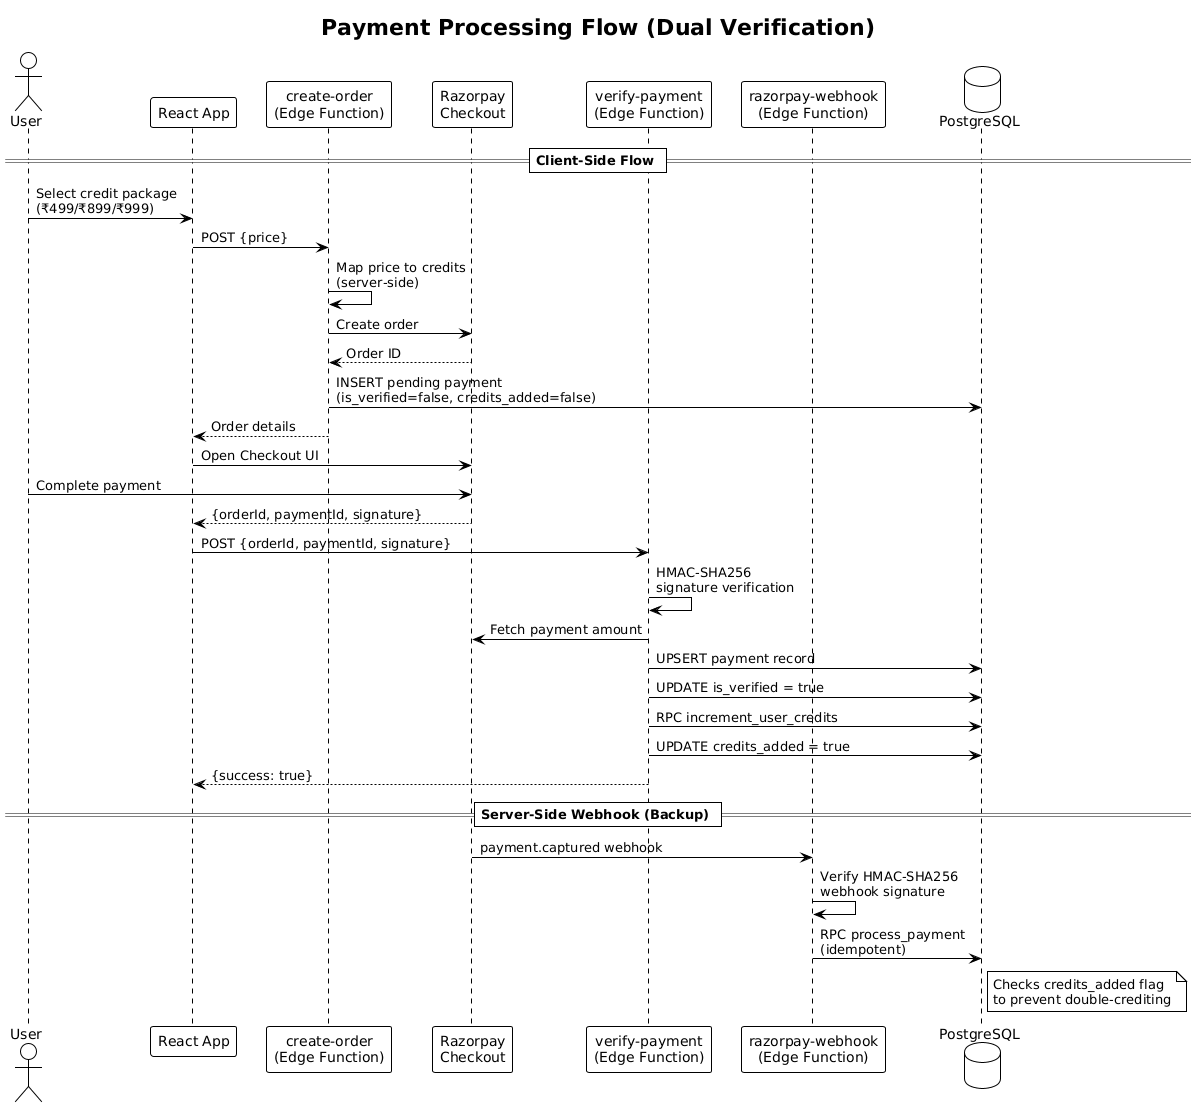 Payment Processing Flow (Dual Verification)
User
React App
create-order
(Edge Function)
Razorpay
Checkout
verify-payment
(Edge Function)
razorpay-webhook
(Edge Function)
PostgreSQL
Client-Side Flow
Select credit package
(₹499/₹899/₹999)
POST {price}
Map price to credits
(server-side)
Create order
Order ID
INSERT pending payment
(is_verified=false, credits_added=false)
Order details
Open Checkout UI
Complete payment
{orderId, paymentId, signature}
POST {orderId, paymentId, signature}
HMAC-SHA256
signature verification
Fetch payment amount
UPSERT payment record
UPDATE is_verified = true
RPC increment_user_credits
UPDATE credits_added = true
{success: true}
Server-Side Webhook (Backup)
payment.captured webhook
Verify HMAC-SHA256
webhook signature
RPC process_payment
(idempotent)
Checks credits_added flag
to prevent double-crediting
User
React App
create-order
(Edge Function)
Razorpay
Checkout
verify-payment
(Edge Function)
razorpay-webhook
(Edge Function)
PostgreSQL